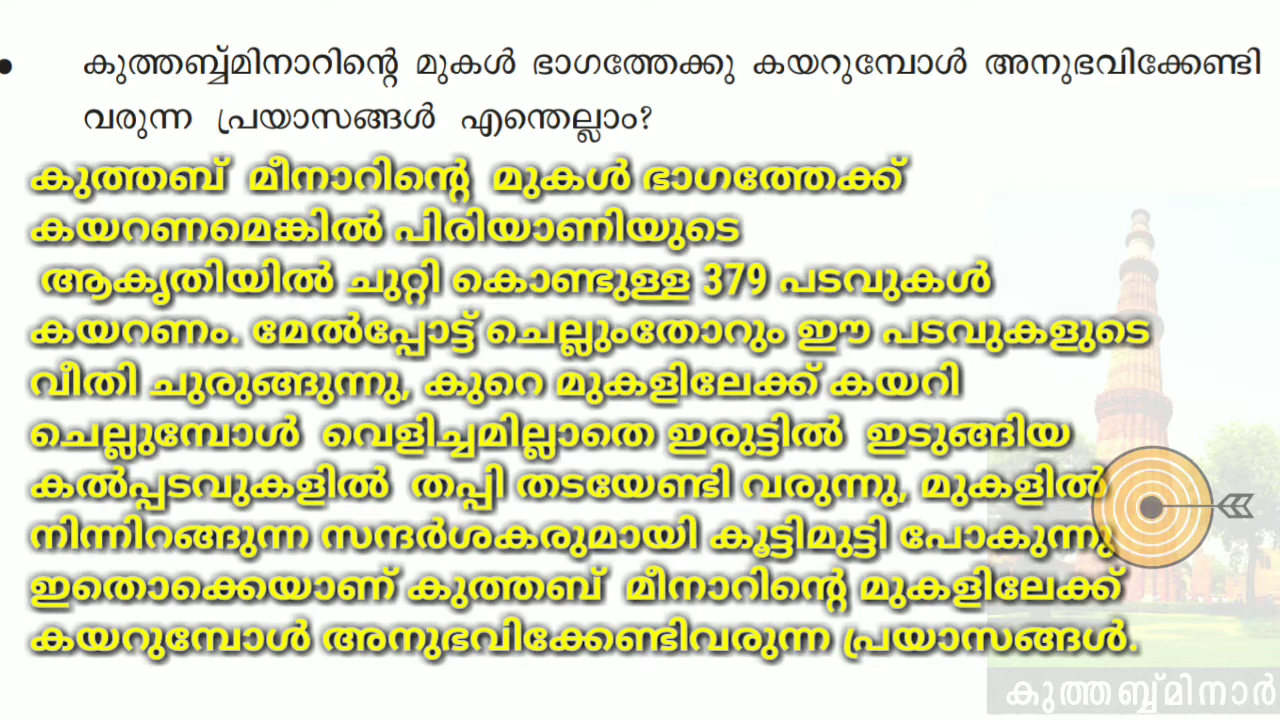 • കുത്തബ്ബ്മിനാറിന്റെ മുകൾ ഭാഗത്തേക്കു കയറുമ്പോൾ അനുഭവിക്കേണ്ടി
വരുന്ന പ്രയാസങ്ങൾ എന്തെല്ലാം?
കുത്തബ് മീനാറിന്റെ മുകൾ ഭാഗത്തേക്ക്
കയറണമെങ്കിൽ പിരിയാണിയുടെ
ആകൃതിയിൽ ചുറ്റി കൊണ്ടുള്ള 379 പടവുകൾ
കയറണം. മേൽപ്പോട്ട് ചെല്ലുംതോറും ഈ പടവുകളുടെ
വീതി ചുരുങ്ങുന്നു, കുറെ മുകളിലേക്ക് കയറി
ചെല്ലുമ്പോൾ വെളിച്ചമില്ലാതെ ഇരുട്ടിൽ ഇടുങ്ങിയ
കൽപ്പടവുകളിൽ തപ്പി തടയേണ്ടി വരുന്നു, മുകളിൽ
നിന്നിറങ്ങുന്ന സന്ദർശകരുമായി കൂട്ടിമുട്ടി പോകുന്നു
ഇതൊക്കെയാണ് കുത്തബ് മീനാറിന്റെ മുകളിലേക്ക്
കയറുമ്പോൾ അനുഭവിക്കേണ്ടിവരുന്ന പ്രയാസങ്ങൾ.
കുത്തബ്ബ്മിനാർ